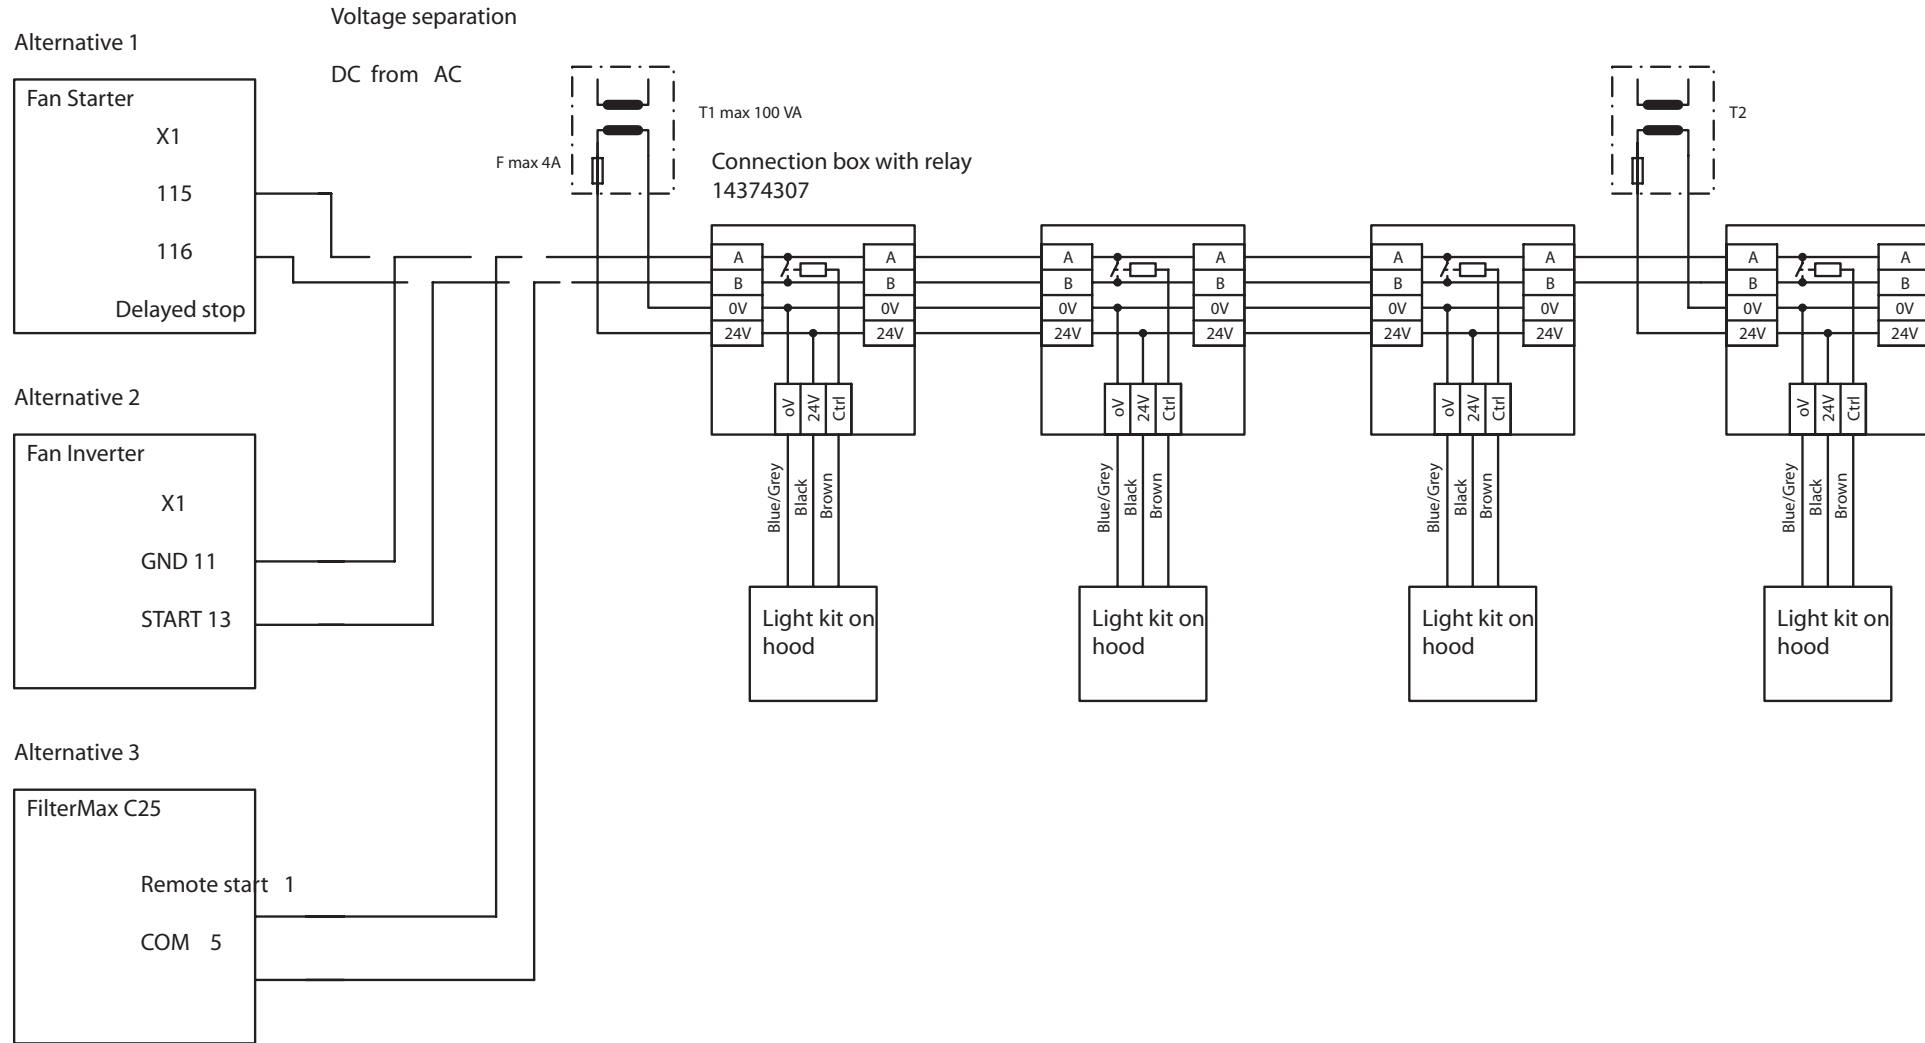 Voltage separation
DC from AC
Alternative 1
Fan Starter
X1
115
116
Delayed stop
Alternative 2
Fan Inverter
X1
GND 11
START 13
Alternative 3
FilterMax C25
Remote start 1
COM 5
T1 max 100 VA
F max 4A
Connection box with relay
14374307
A
B
0V
24V
A
B
0V
24V
oV
24V
Ctrl
Blue/Grey
Black
Brown
Light kit on
hood
A
B
0V
24V
A
B
0V
24V
oV
24V
Ctrl
Blue/Grey
Black
Brown
Light kit on
hood
A
B
0V
24V
A
B
0V
24V
oV
24V
Ctrl
Blue/Grey
Black
Brown
Light kit on
hood
T2
A
B
0V
24V
A
B
0V
24V
oV
24V
Ctrl
Blue/Grey
Black
Brown
Light kit on
hood